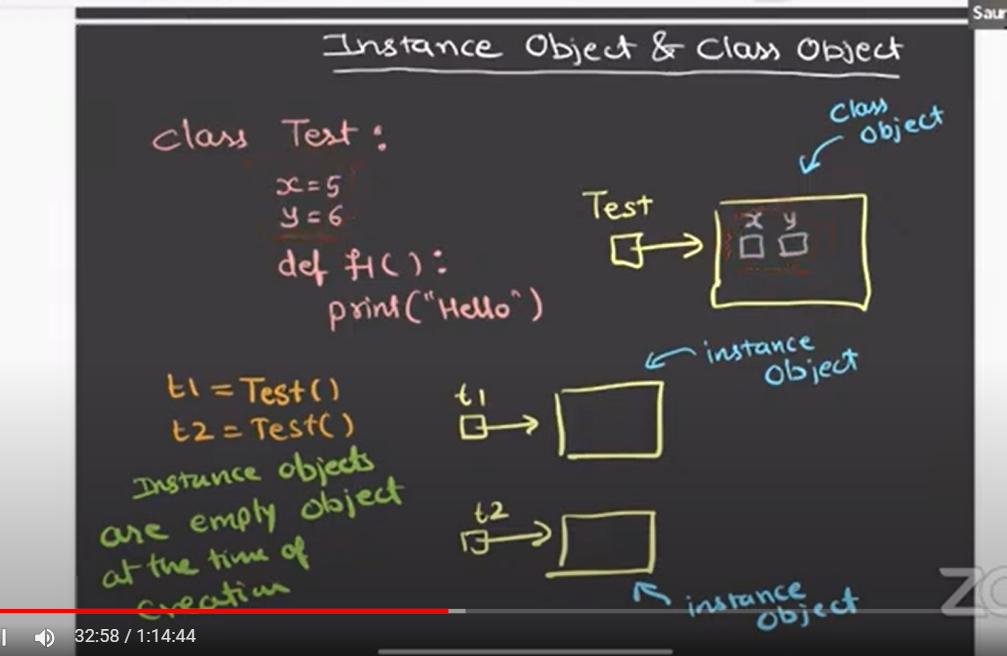 Saur
Instance Object & Class Object
class Test:
x=5
y=6
def f1():
print("Hello")
Class
object
Test
x y
instance
object
t1 = Test()
t2 = Test()
t1
Instance objects
are empty object
at the time of
creation
t2
instance
object
32:58 / 1:14:44